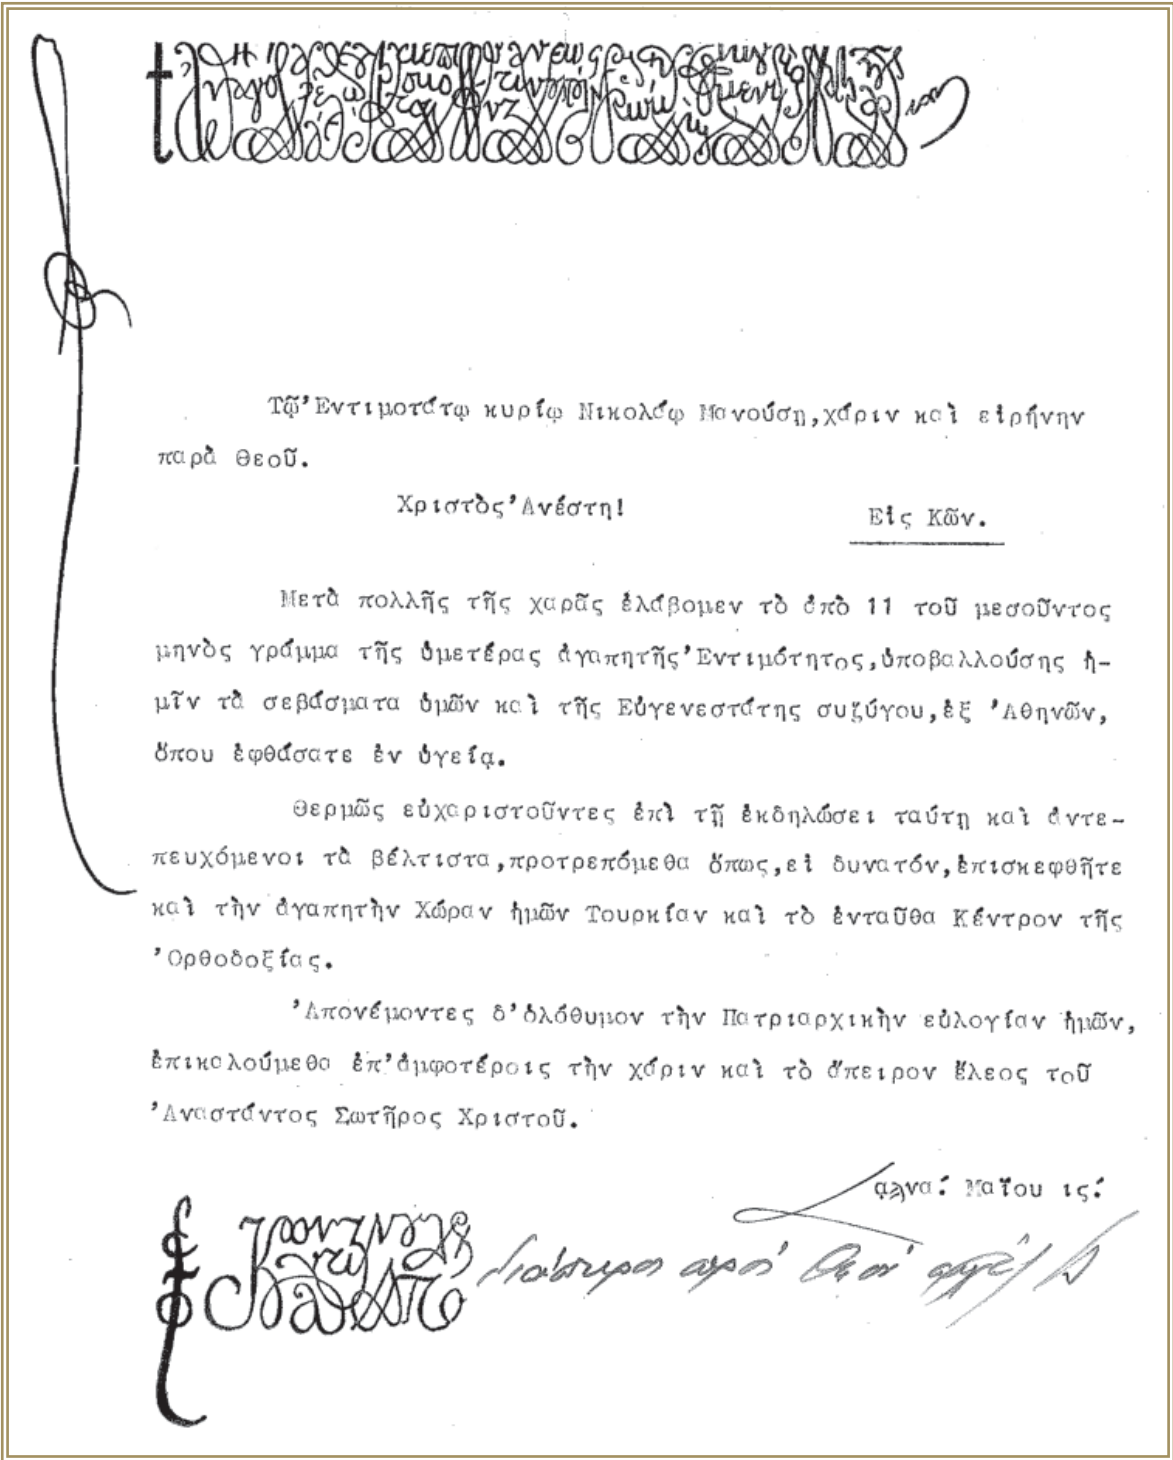 Τῷ Ἐντιμοτάτῳ κυρίῳ Νικολάῳ Μανούσῃ, χάριν καὶ εἰρήνην
παρὰ Θεοῦ.
Χριστὸς Ἀνέστη!
Εἰς Κῶν.
Μετὰ πολλῆς τῆς χαρᾶς ἐλάβομεν τὸ ἀπὸ 11 τοῦ μεσοῦντος
μηνὸς γράμμα τῆς ὑμετέρας ἀγαπητῆς Ἐντιμότητος, ὑποβαλλούσης ἡ-
μῖν τὰ σεβάσματα ὑμῶν καὶ τῆς Εὐγενεστάτης συζύγου, ἐξ Ἀθηνῶν,
ὅπου ἐφθάσατε ἐν ὑγείᾳ.
Θερμῶς εὐχαριστοῦντες ἐπὶ τῇ ἐκδηλώσει ταύτῃ καὶ ἀντε-
πευχόμενοι τὰ βέλτιστα, προτρεπόμεθα ὅπως, εἰ δυνατόν, ἐπισκεφθῆτε
καὶ τὴν ἀγαπητὴν Χώραν ἡμῶν Τουρκίαν καὶ τὸ ἐνταῦθα Κέντρον τῆς
Ὀρθοδοξίας.
Ἀπονέμοντες δ' ὁλόθυμον τὴν Πατριαρχικὴν εὐλογίαν ἡμῶν,
ἐπικαλούμεθα ἐπ' ἀμφοτέροις τὴν χάριν καὶ τὸ ἄπειρον ἔλεος τοῦ
Ἀναστάντος Σωτῆρος Χριστοῦ.
Μαΐου ις΄
διάπυρος πρὸς Θεὸν